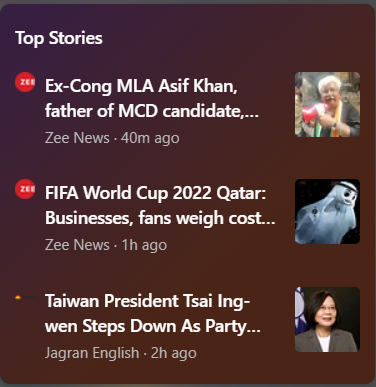 Top Stories
ZEE
Ex-Cong MLA Asif Khan,
father of MCD candidate,...
Zee News · 40m ago
ZEE
FIFA World Cup 2022 Qatar:
Businesses, fans weigh cost...
Zee News · 1h ago
Taiwan President Tsai Ing-
wen Steps Down As Party...
Jagran English · 2h ago